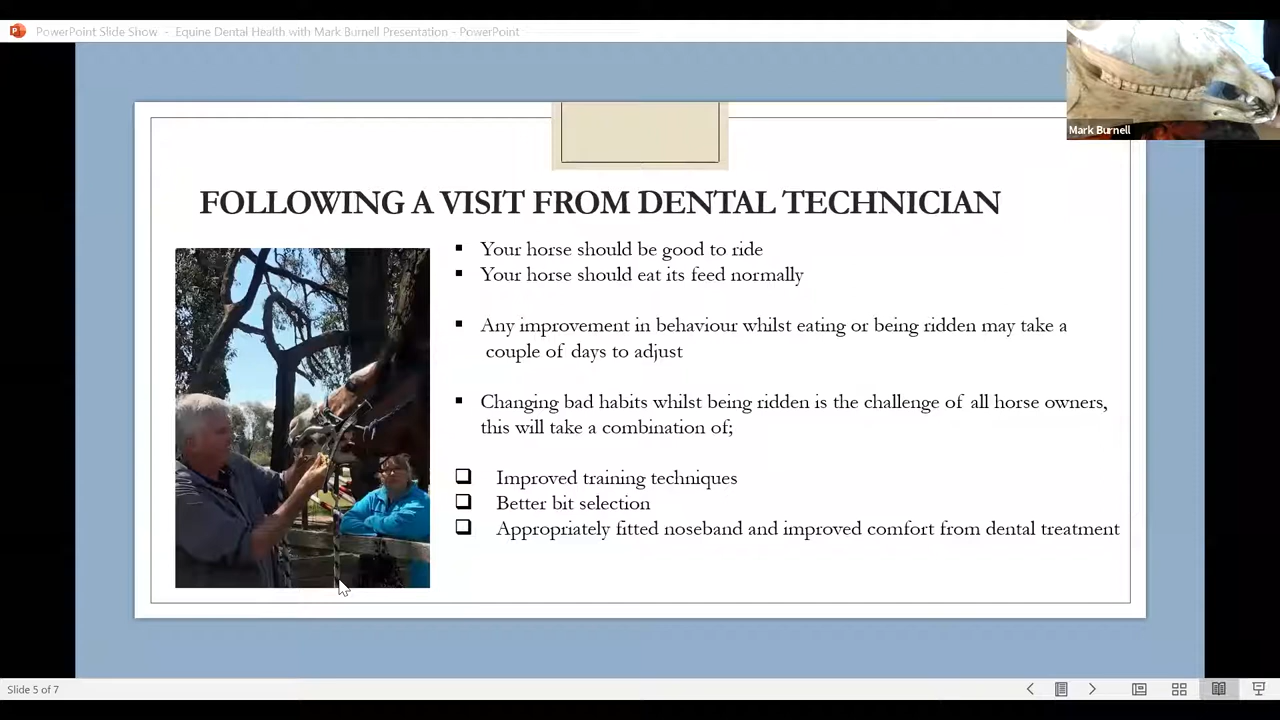 PowerPoint Slide Show - Equine Dental Health with Mark Burnell Presentation - PowerPoint
Mark Burnell
FOLLOWING A VISIT FROM DENTAL TECHNICIAN
▪ Your horse should be good to ride
▪ Your horse should eat its feed normally
▪ Any improvement in behaviour whilst eating or being ridden may take a
couple of days to adjust
▪ Changing bad habits whilst being ridden is the challenge of all horse owners,
this will take a combination of;
❑ Improved training techniques
❑ Better bit selection
❑ Appropriately fitted noseband and improved comfort from dental treatment
Slide 5 of 7